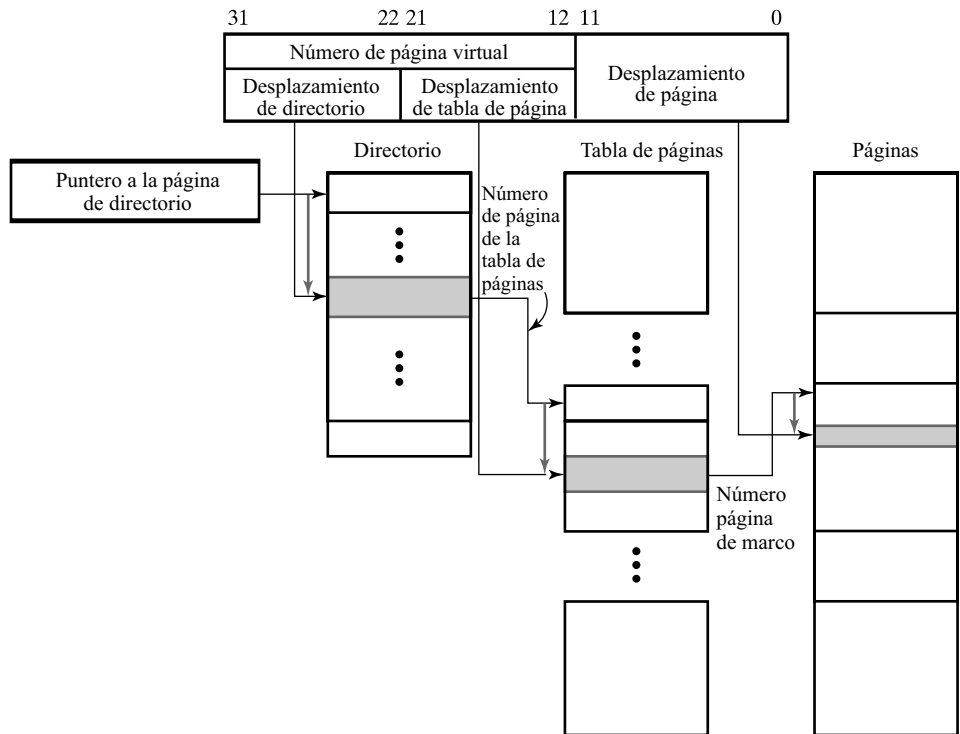 31 22 21 12 11 0
Número de página virtual
Desplazamiento
de directorio
Desplazamiento
de tabla de página
Desplazamiento
de página
Puntero a la página
de directorio
Directorio
Tabla de páginas
Páginas
Número
de página
de la
tabla de
páginas
Número
página
de marco